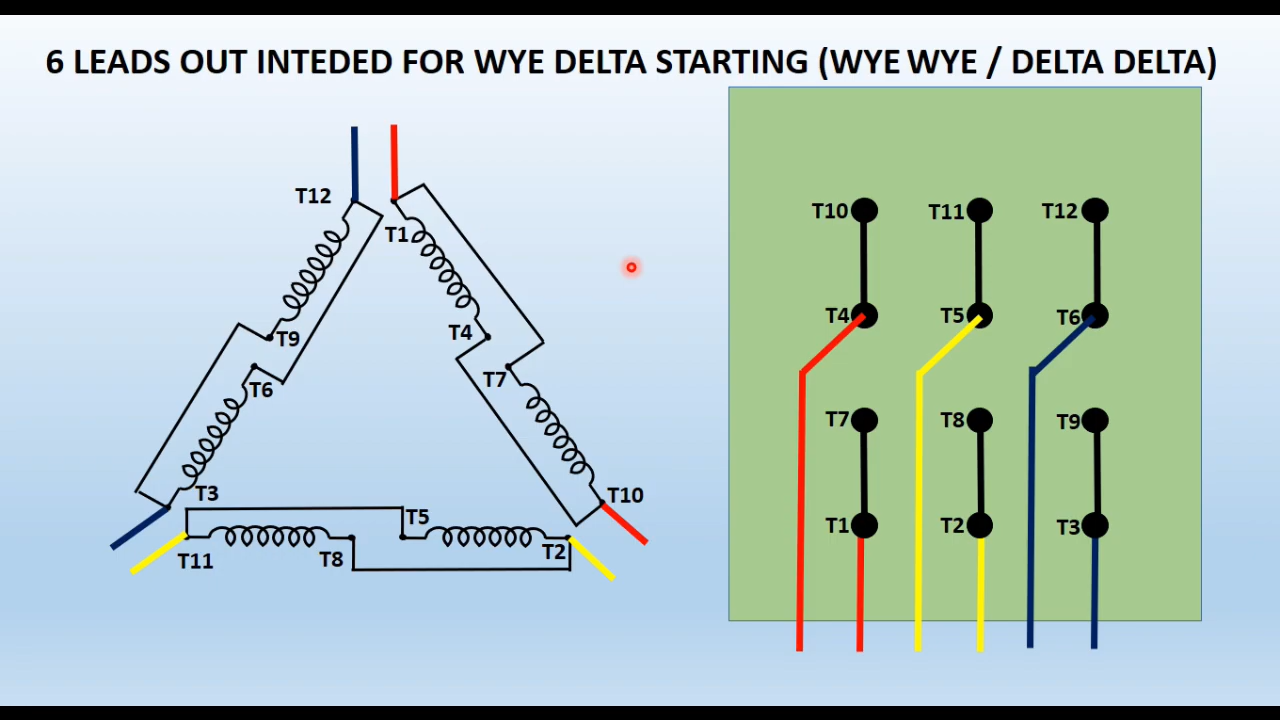 6 LEADS OUT INTEDED FOR WYE DELTA STARTING (WYE WYE / DELTA DELTA)
T12
T1
T4
T9
T7
T6
T3
T10
T5
T2
T11
T8
T10 T11 T12
T4 T5 T6
T7 T8 T9
T1 T2 T3